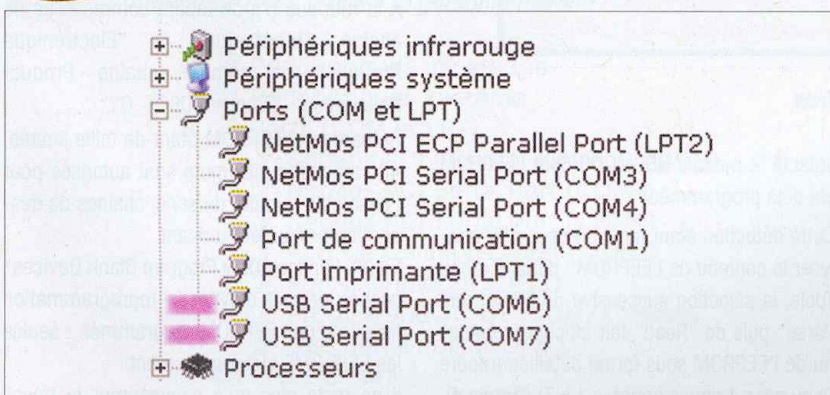 Périphériques infrarouge
Périphériques système
Ports (COM et LPT)
NetMos PCI ECP Parallel Port (LPT2)
NetMos PCI Serial Port (COM3)
NetMos PCI Serial Port (COM4)
Port de communication (COM1)
Port imprimante (LPT1)
USB Serial Port (COM6)
USB Serial Port (COM7)
Processeurs